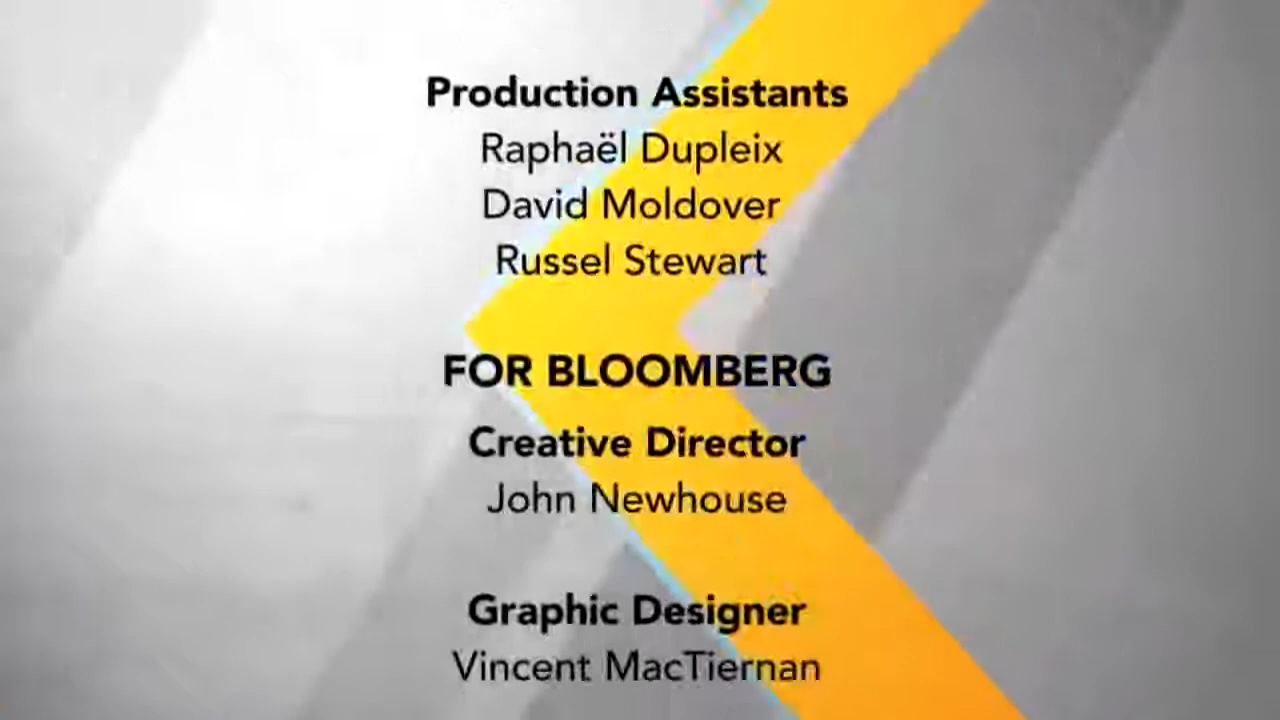 Production Assistants
Raphaël Dupleix
David Moldover
Russel Stewart
FOR BLOOMBERG
Creative Director
John Newhouse
Graphic Designer
Vincent MacTiernan